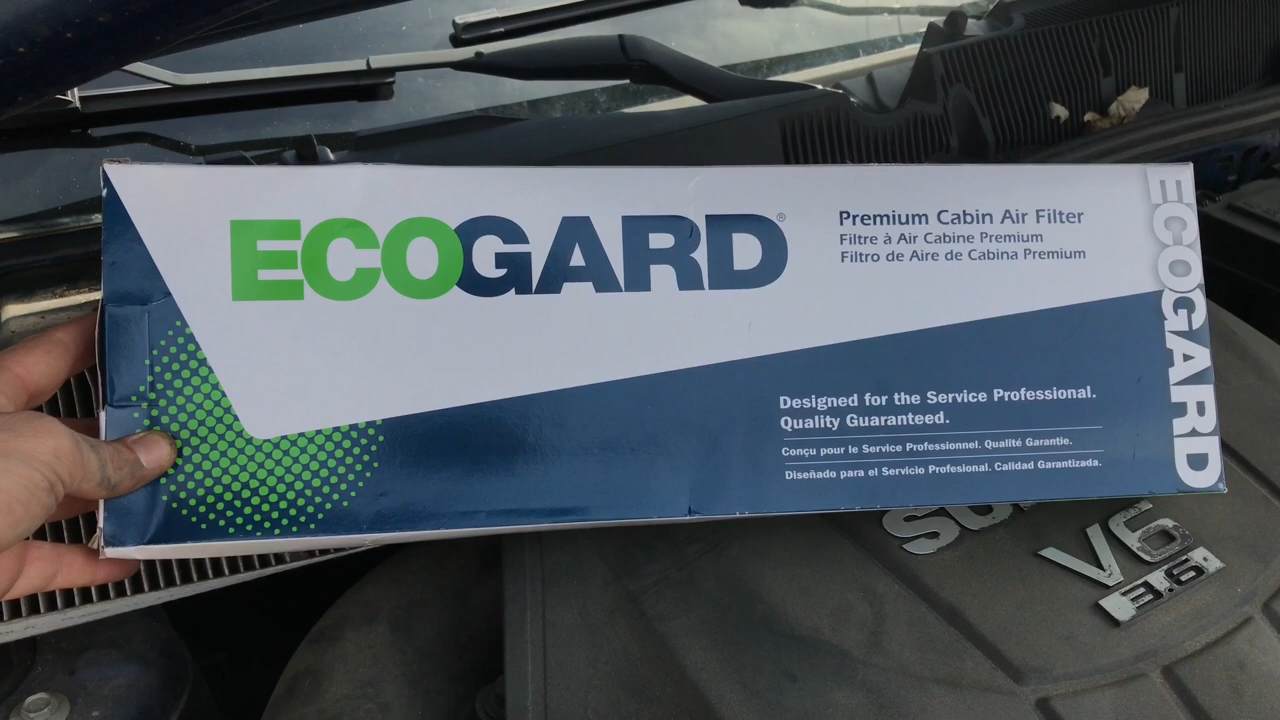 ECOGARD®
Premium Cabin Air Filter
Filtre à Air Cabine Premium
Filtro de Aire de Cabina Premium
Designed for the Service Professional.
Quality Guaranteed.
Conçu pour le Service Professionnel. Qualité Garantie.
Diseñado para el Servicio Profesional. Calidad Garantizada.
ECOGARD
V6
3.6